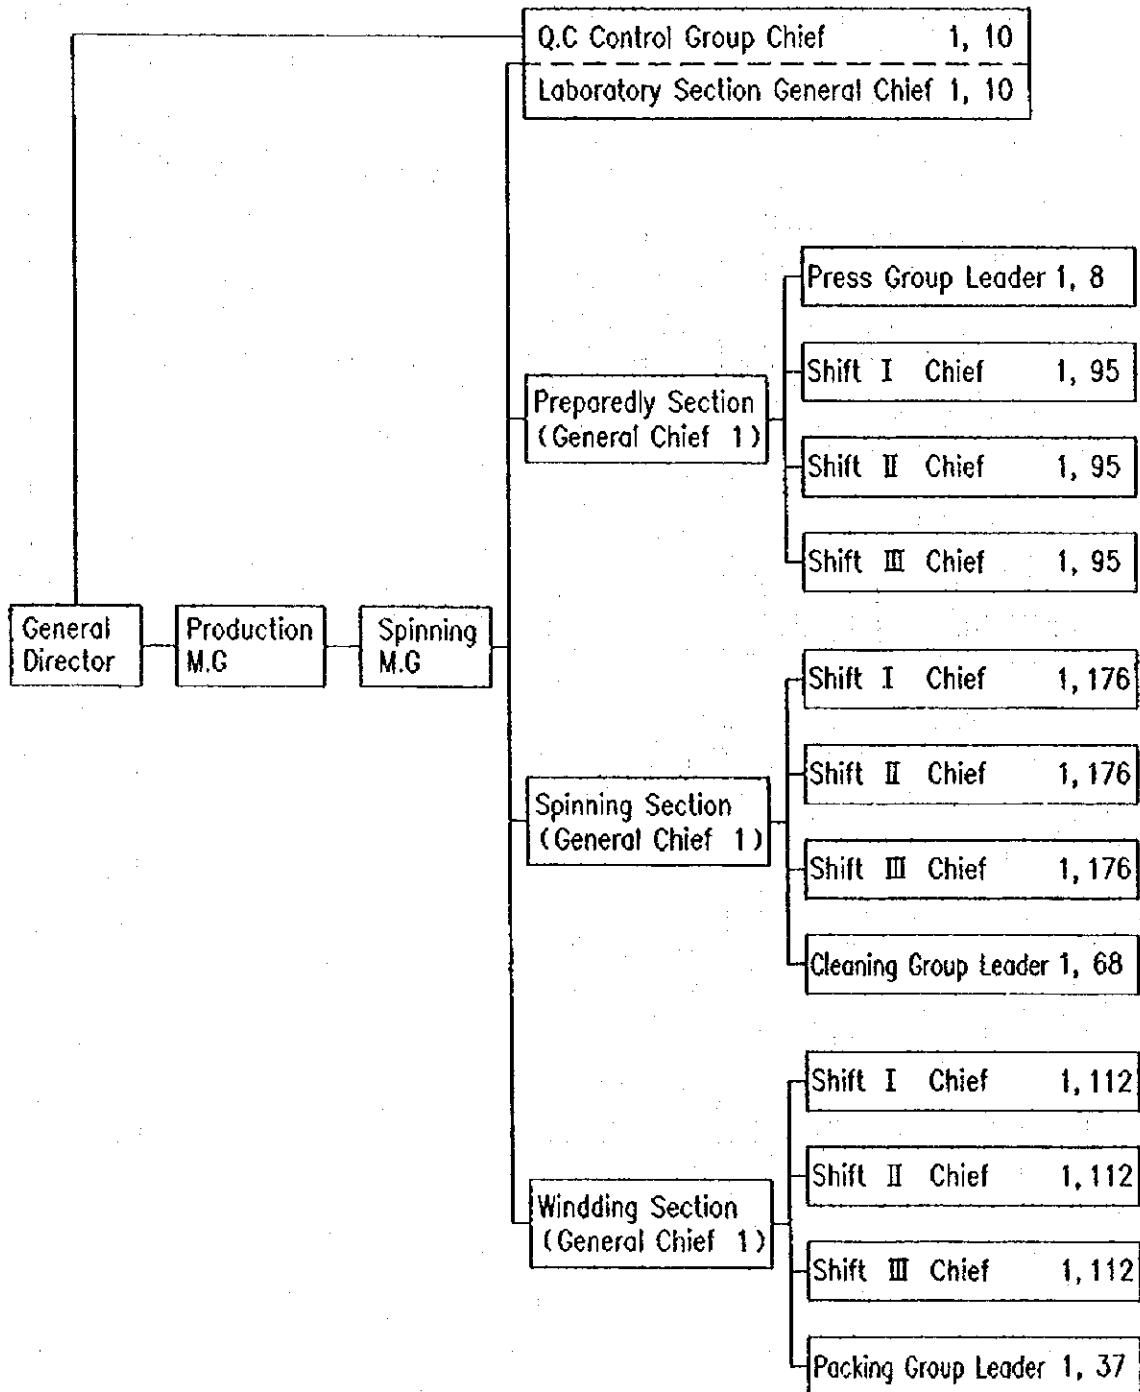 Q.C Control Group Chief 1, 10
Laboratory Section General Chief 1, 10
Press Group Leader 1, 8
Shift I Chief 1, 95
Preparedly Section
(General Chief 1)
Shift II Chief 1, 95
Shift III Chief 1, 95
General
Director
Production
M.G
Spinning
M.G
Shift I Chief 1, 176
Shift II Chief 1, 176
Spinning Section
(General Chief 1)
Shift III Chief 1, 176
Cleaning Group Leader 1, 68
Shift I Chief 1, 112
Shift II Chief 1, 112
Windding Section
(General Chief 1)
Shift III Chief 1, 112
Packing Group Leader 1, 37